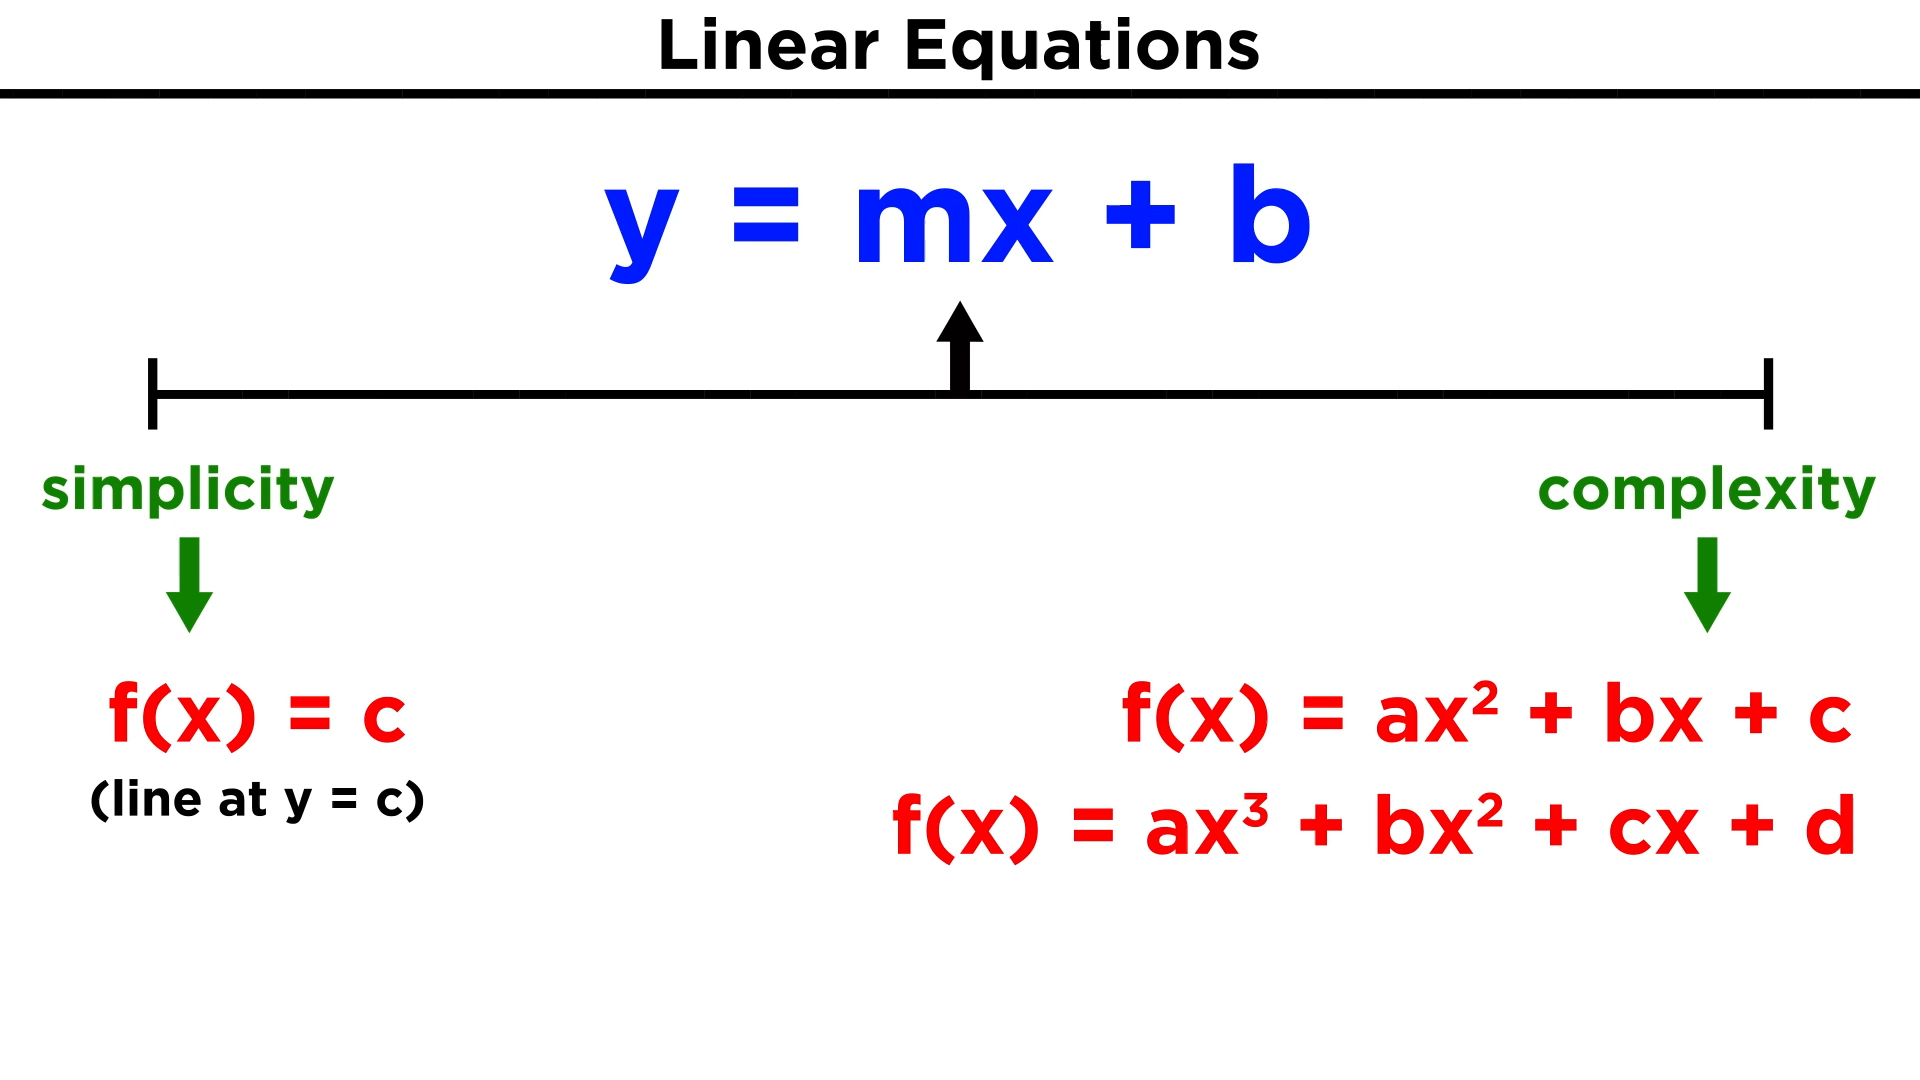 Linear Equations
y = mx + b
simplicity
complexity
f(x) = c
(line at y = c)
f(x) = ax² + bx + c
f(x) = ax³ + bx² + cx + d